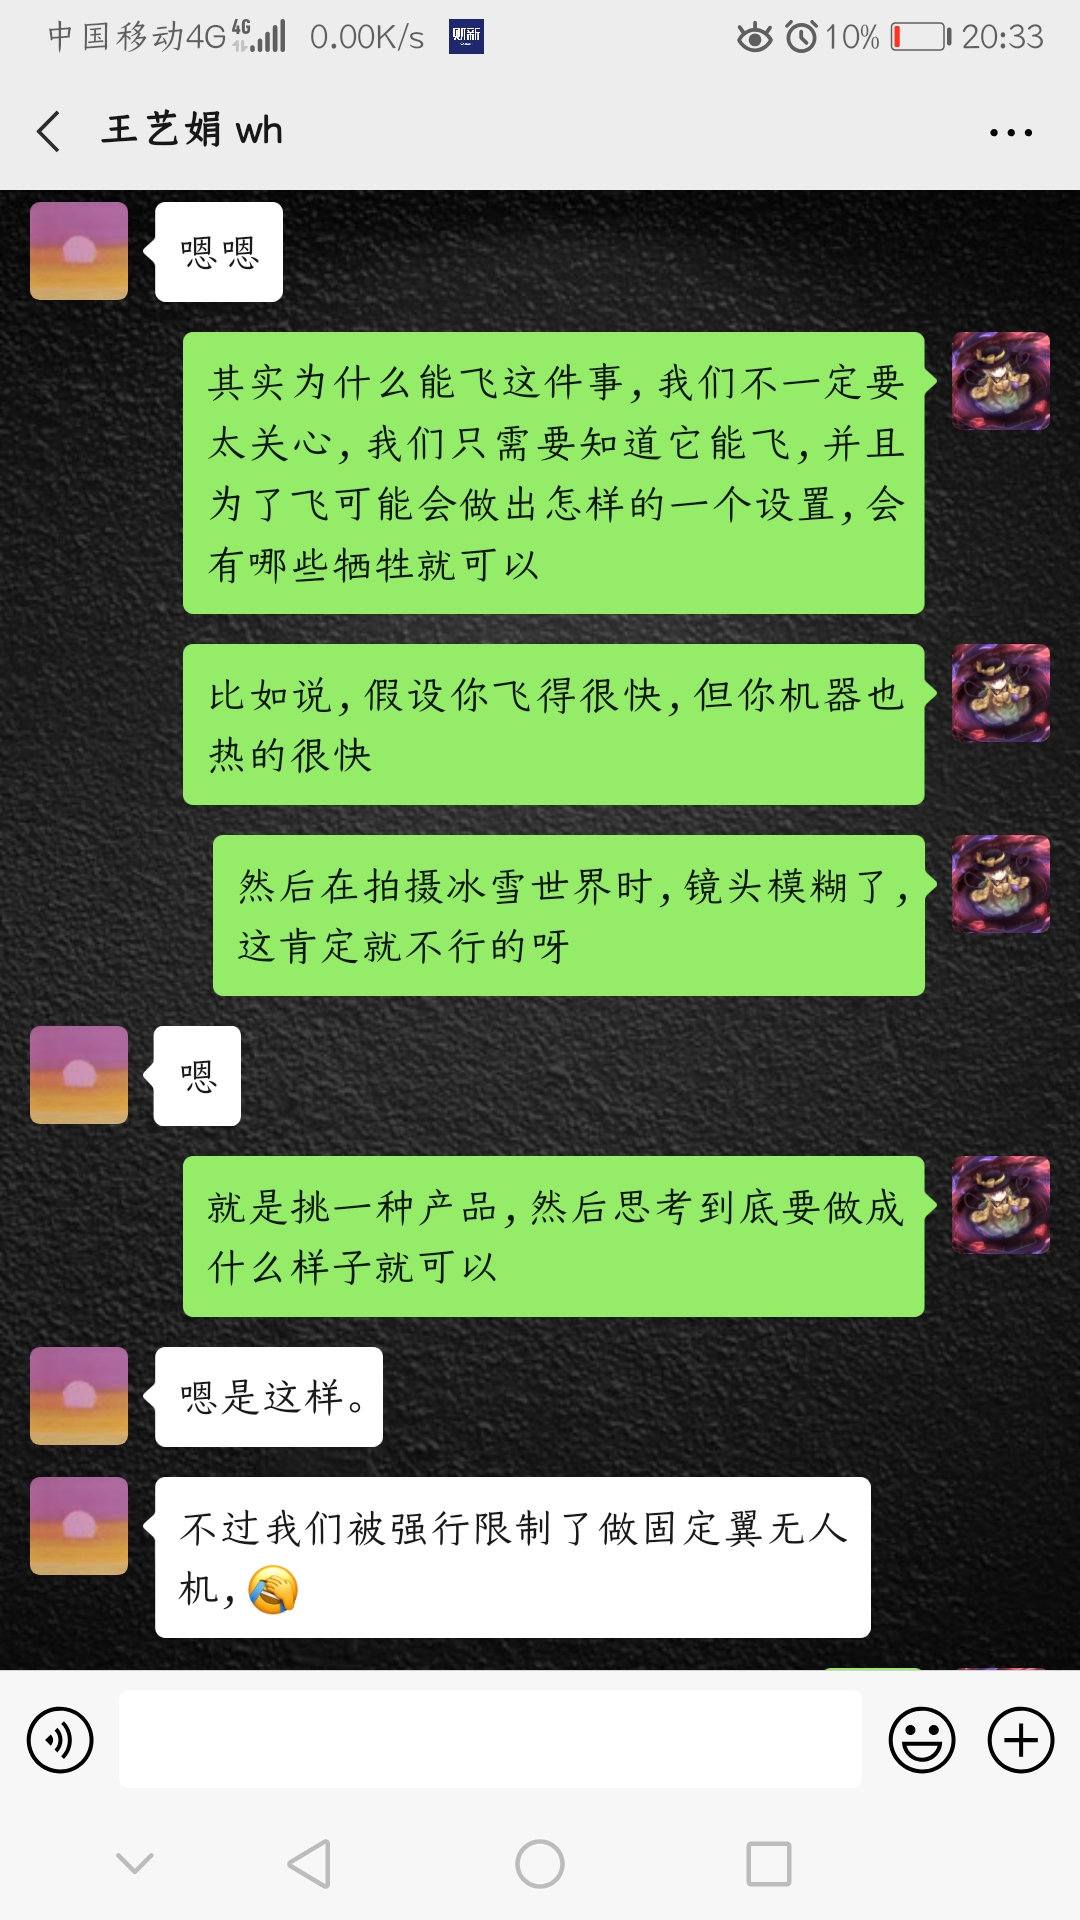 中国移动4G 4G 0.00K/s 财新 10% 20:33
王艺娟 wh
嗯嗯
其实为什么能飞这件事,我们不一定要
太关心,我们只需要知道它能飞,并且
为了飞可能会做出怎样的一个设置,会
有哪些牺牲就可以
比如说,假设你飞得很快,但你机器也
热的很快
然后在拍摄冰雪世界时,镜头模糊了,
这肯定就不行的呀
嗯
就是挑一种产品,然后思考到底要做成
什么样子就可以
嗯是这样。
不过我们被强行限制了做固定翼无人
机,